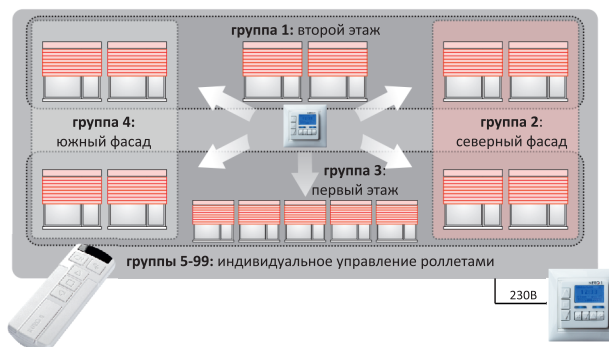 группа 1: второй этаж
группа 4:
южный фасад
группа 2:
северный фасад
группа 3:
первый этаж
группы 5-99: индивидуальное управление роллетами
230В